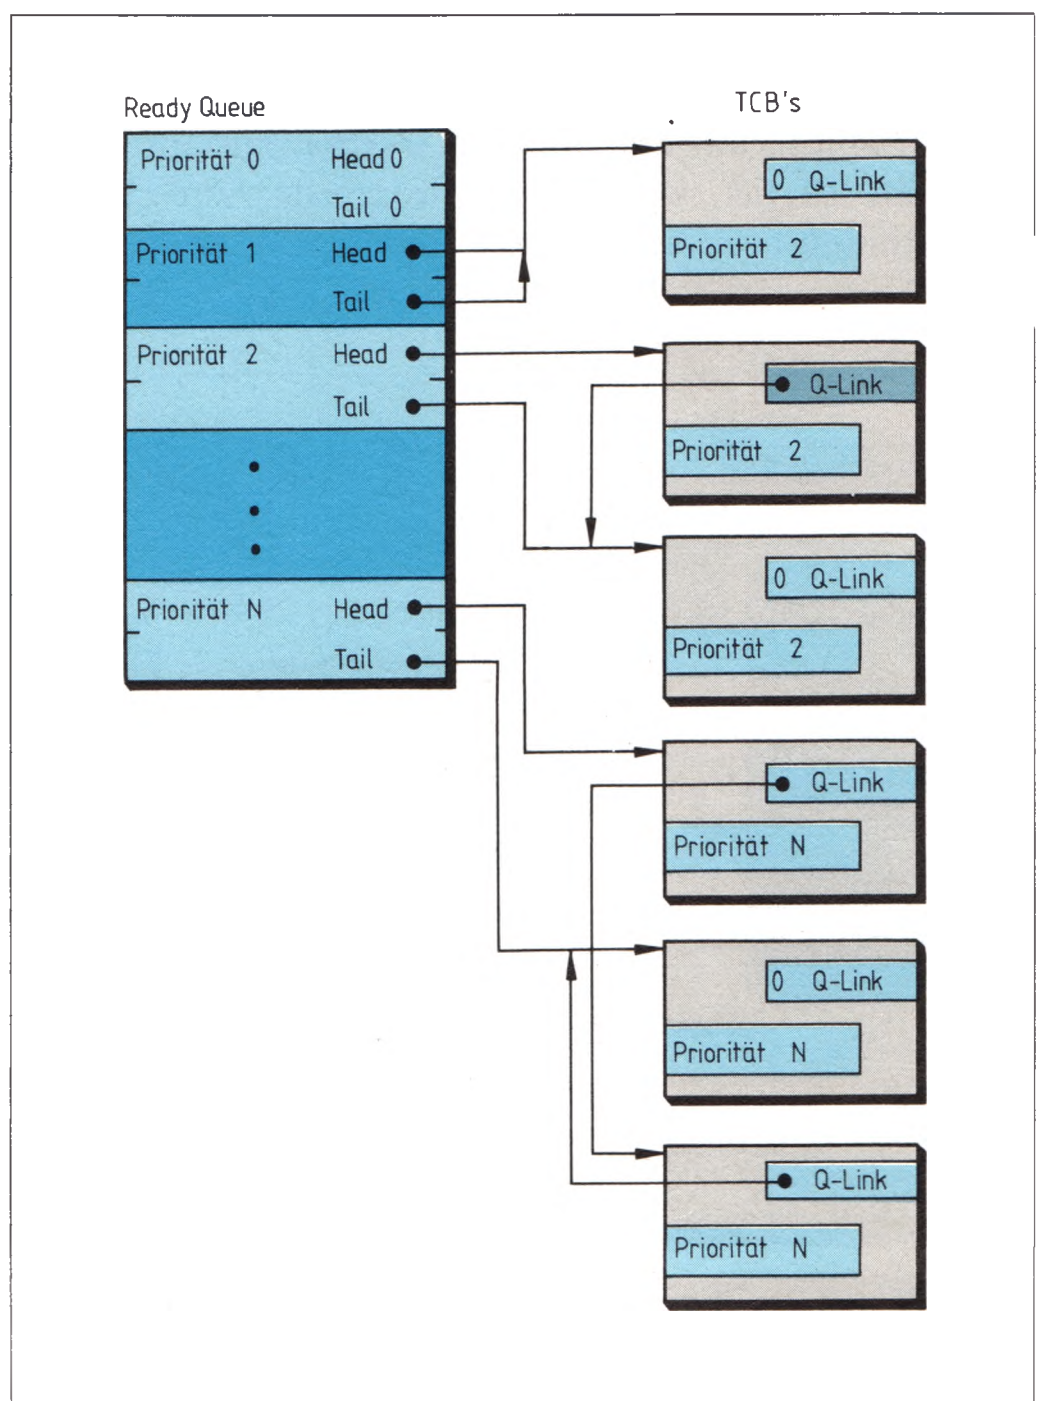 Ready Queue
Priorität 0 Head 0
Tail 0
Priorität 1 Head
Tail
Priorität 2 Head
Tail
Priorität N Head
Tail
TCB's
0 Q-Link
Priorität 2
Q-Link
Priorität 2
0 Q-Link
Priorität 2
Q-Link
Priorität N
0 Q-Link
Priorität N
Q-Link
Priorität N